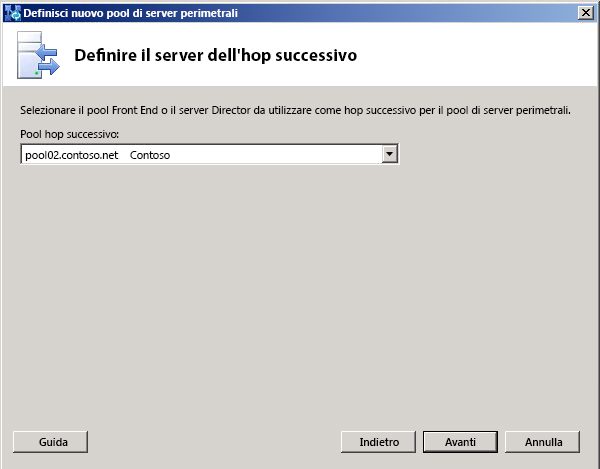 Definisci nuovo pool di server perimetrali
Definire il server dell'hop successivo
Selezionare il pool Front End o il server Director da utilizzare come hop successivo per il pool di server perimetrali.
Pool hop successivo:
pool02.contoso.net Contoso
Guida Indietro Avanti Annulla